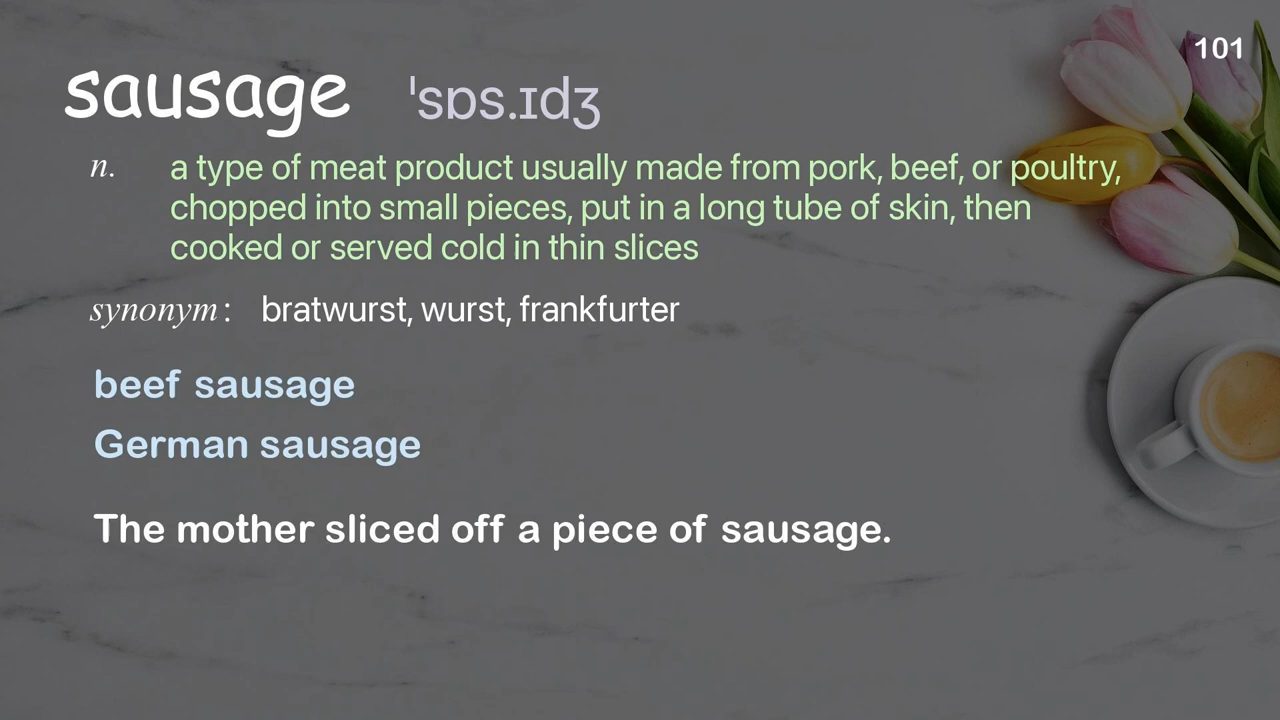 101
sausage ˈsɒs.ɪdʒ
n. a type of meat product usually made from pork, beef, or poultry,
chopped into small pieces, put in a long tube of skin, then
cooked or served cold in thin slices
synonym: bratwurst, wurst, frankfurter
beef sausage
German sausage
The mother sliced off a piece of sausage.